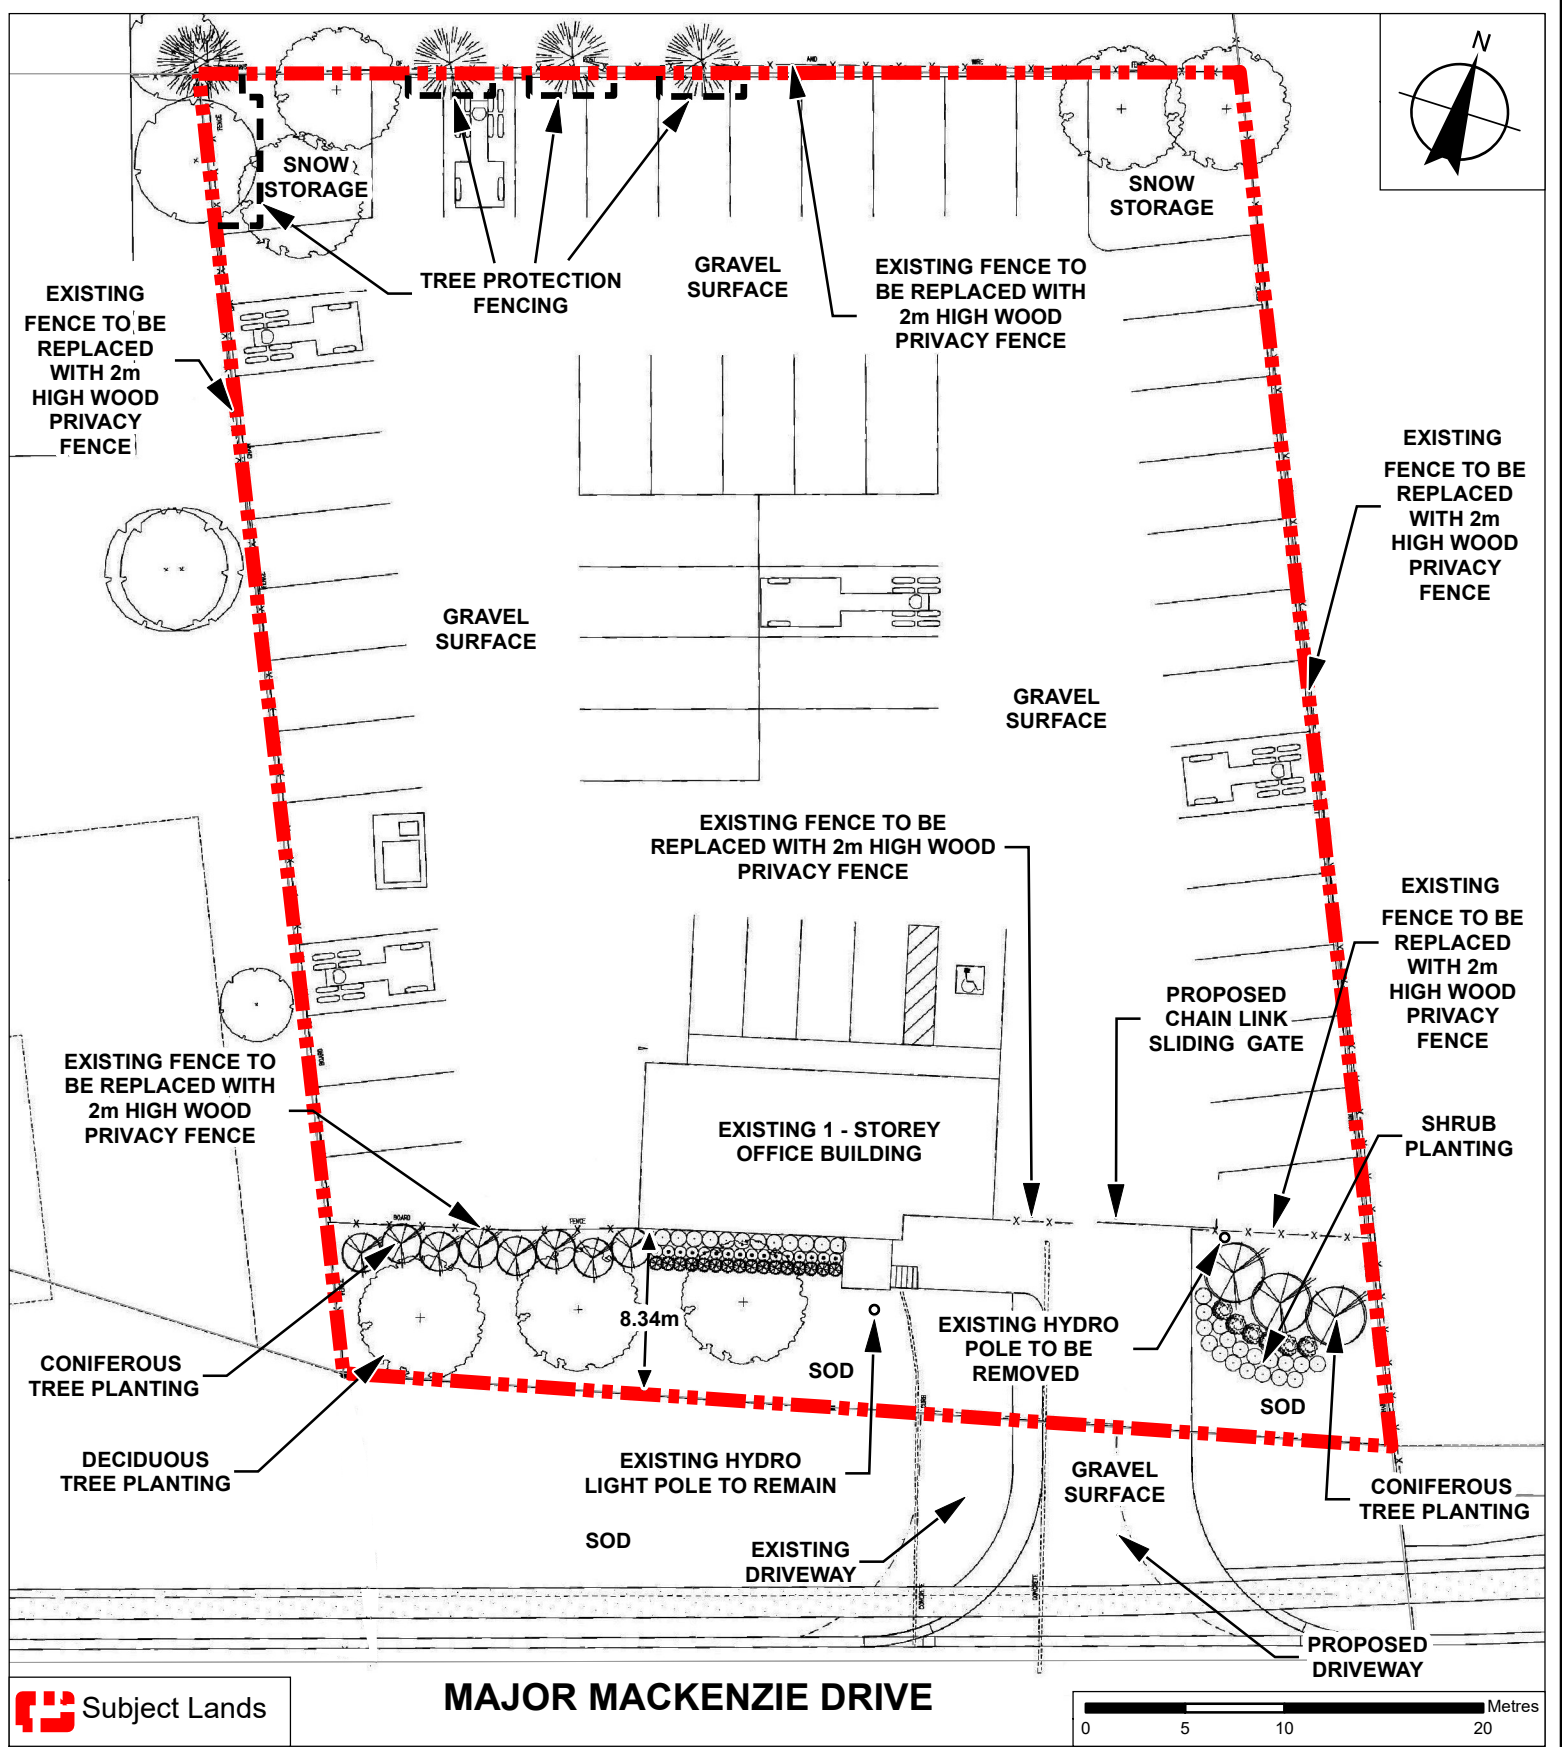 N
SNOW
STORAGE
SNOW
STORAGE
TREE PROTECTION
FENCING
GRAVEL
SURFACE
EXISTING FENCE TO
BE REPLACED WITH
2m HIGH WOOD
PRIVACY FENCE
EXISTING
FENCE TO BE
REPLACED
WITH 2m
HIGH WOOD
PRIVACY
FENCE
EXISTING
FENCE TO BE
REPLACED
WITH 2m
HIGH WOOD
PRIVACY
FENCE
GRAVEL
SURFACE
GRAVEL
SURFACE
EXISTING FENCE TO BE
REPLACED WITH 2m HIGH WOOD
PRIVACY FENCE
EXISTING
FENCE TO BE
REPLACED
WITH 2m
HIGH WOOD
PRIVACY
FENCE
PROPOSED
CHAIN LINK
SLIDING GATE
EXISTING FENCE TO
BE REPLACED WITH
2m HIGH WOOD
PRIVACY FENCE
EXISTING 1 - STOREY
OFFICE BUILDING
SHRUB
PLANTING
BOARD
FENCE
8.34m
EXISTING HYDRO
POLE TO BE
REMOVED
CONIFEROUS
TREE PLANTING
SOD
SOD
DECIDUOUS
TREE PLANTING
EXISTING HYDRO
LIGHT POLE TO REMAIN
GRAVEL
SURFACE
CONIFEROUS
TREE PLANTING
SOD
EXISTING
DRIVEWAY
CONCRETE
CONCRETE
PROPOSED
DRIVEWAY
Subject Lands
MAJOR MACKENZIE DRIVE
Metres
0 5 10 20